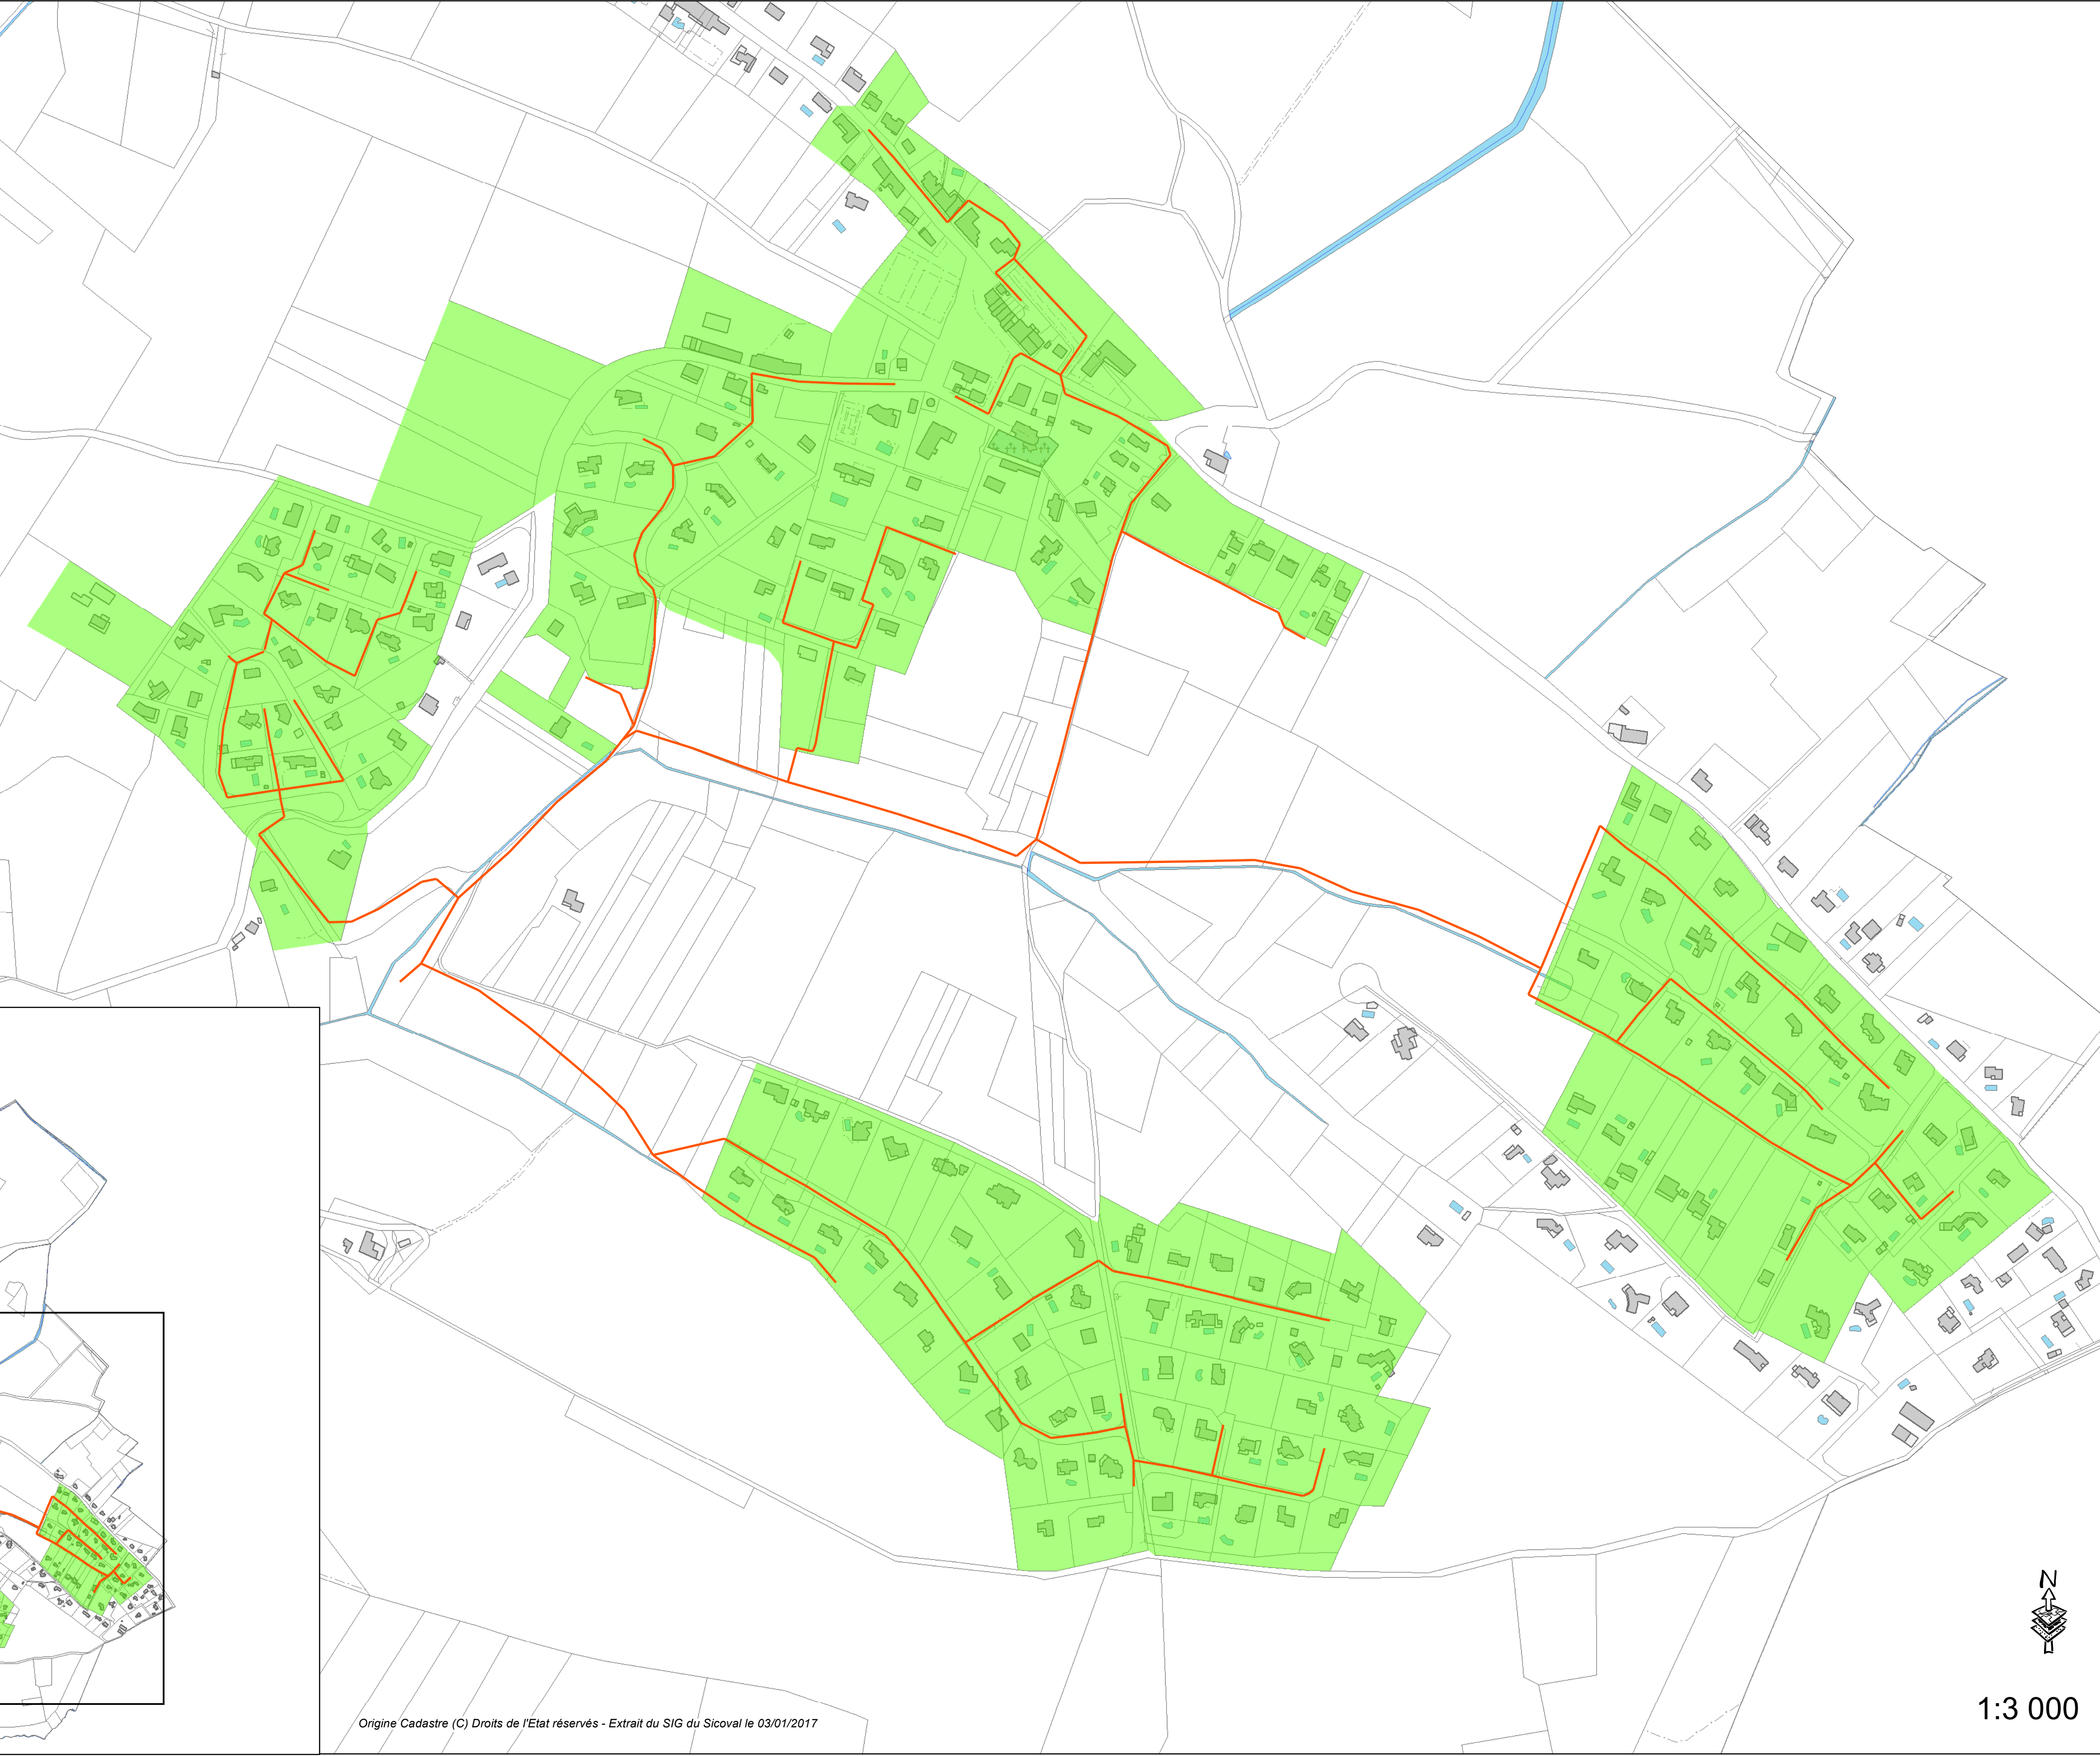 N
1:3 000
Origine Cadastre (C) Droits de l'Etat réservés - Extrait du SIG du Sicoval le 03/01/2017